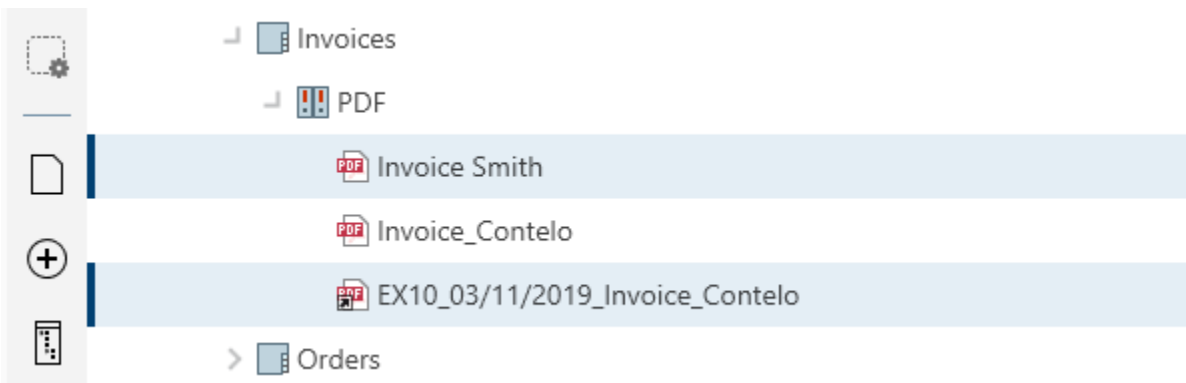 Invoices
PDF
Invoice Smith
Invoice_Contelo
EX10_03/11/2019_Invoice_Contelo
Orders